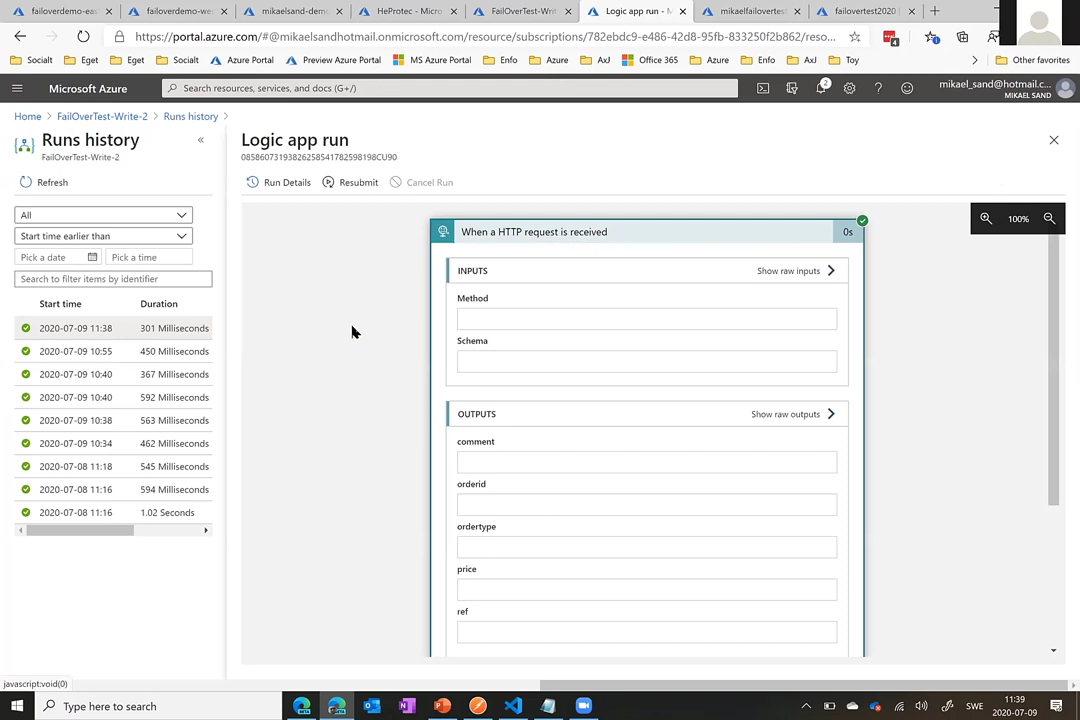 failoverdemo-eas
failoverdemo-we
mikaelsand-demo
HeProtec - Micro
FailOverTest-Writ
Logic app run - M
mikaelfailovertes
failovertest2020 |
https://portal.azure.com/#@mikaelsandhotmail.onmicrosoft.com/resource/subscriptions/782ebdc9-e486-42d8-95fb-833250f2b862/reso...
4
Socialt
Eget
Eget
Socialt
Azure Portal
Preview Azure Portal
MS Azure Portal
Enfo
Azure
AxJ
Office 365
Azure
Enfo
AxJ
Toy
Other favorites
Microsoft Azure
Search resources, services, and docs (G+/)
2
mikael_sand@hotmail.c...
MIKAEL SAND
Home > FailOverTest-Write-2 > Runs history >
Runs history
FailOverTest-Write-2
Refresh
All
Start time earlier than
Pick a date
Pick a time
Search to filter items by identifier
Start time Duration
2020-07-09 11:38 301 Milliseconds
2020-07-09 10:55 450 Milliseconds
2020-07-09 10:40 367 Milliseconds
2020-07-09 10:40 592 Milliseconds
2020-07-09 10:38 563 Milliseconds
2020-07-09 10:34 462 Milliseconds
2020-07-08 11:18 545 Milliseconds
2020-07-08 11:16 594 Milliseconds
2020-07-08 11:16 1.02 Seconds
Logic app run
08586073193826258541782598198CU90
Run Details
Resubmit
Cancel Run
100%
When a HTTP request is received
0s
INPUTS
Show raw inputs
Method
Schema
OUTPUTS
Show raw outputs
comment
orderid
ordertype
price
ref
javascript:void(0)
Type here to search
SWE
11:39
2020-07-09